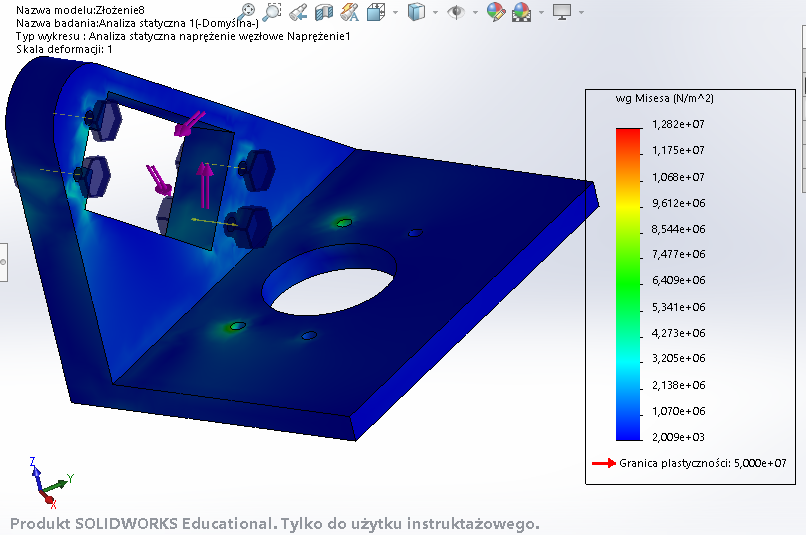 Nazwa modelu:Złożenie8
Nazwa badania:Analiza statyczna 1(-Domyślna-)
Typ wykresu : Analiza statyczna naprężenie węzłowe Naprężenie1
Skala deformacji: 1
wg Misesa (N/m^2)
1,282e+07
1,175e+07
1,068e+07
9,612e+06
8,544e+06
7,477e+06
6,409e+06
5,341e+06
4,273e+06
3,205e+06
2,138e+06
1,070e+06
2,009e+03
Granica plastyczności: 5,000e+07
Z
Y
X
Produkt SOLIDWORKS Educational. Tylko do użytku instruktażowego.